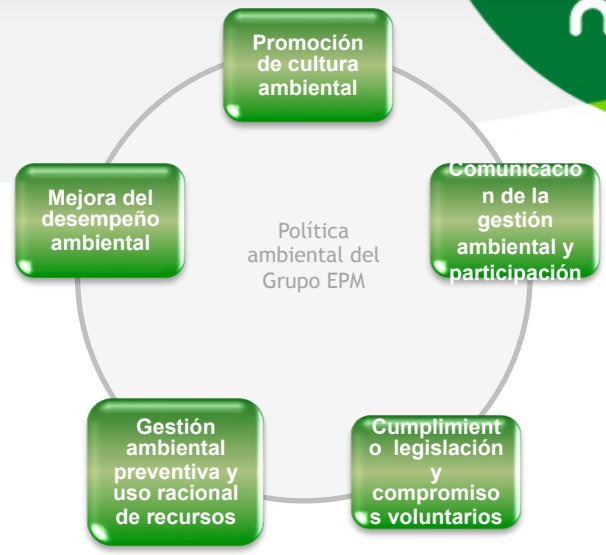 Promoción
de cultura
ambiental
Mejora del
desempeño
ambiental
Comunicació
n de la
gestión
ambiental y
participación
Política
ambiental del
Grupo EPM
Gestión
ambiental
preventiva y
uso racional
de recursos
Cumplimient
o legislación
y
compromiso
s voluntarios